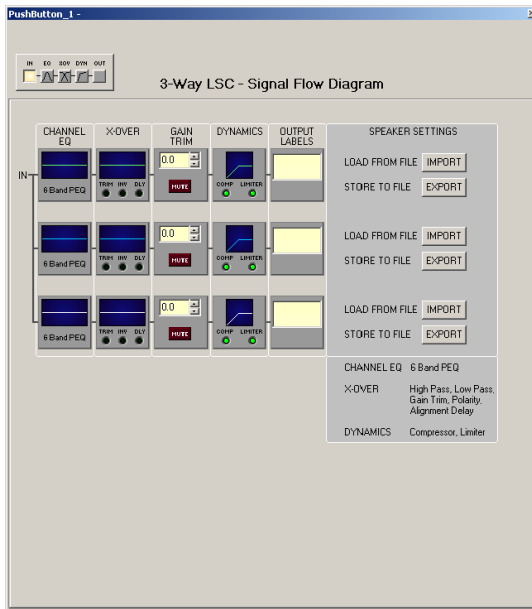 PushButton_1 -
IN EQ XOV DYN OUT
3-Way LSC - Signal Flow Diagram
CHANNEL EQ
X-OVER
GAIN TRIM
DYNAMICS
OUTPUT LABELS
SPEAKER SETTINGS
IN
6 Band PEQ
TRIM INV DLY
0.0
MUTE
COMP LIMITER
LOAD FROM FILE IMPORT
STORE TO FILE EXPORT
6 Band PEQ
TRIM INV DLY
0.0
MUTE
COMP LIMITER
LOAD FROM FILE IMPORT
STORE TO FILE EXPORT
6 Band PEQ
TRIM INV DLY
0.0
MUTE
COMP LIMITER
LOAD FROM FILE IMPORT
STORE TO FILE EXPORT
CHANNEL EQ 6 Band PEQ
X-OVER High Pass, Low Pass,
Gain Trim, Polarity,
Alignment Delay
DYNAMICS Compressor, Limiter